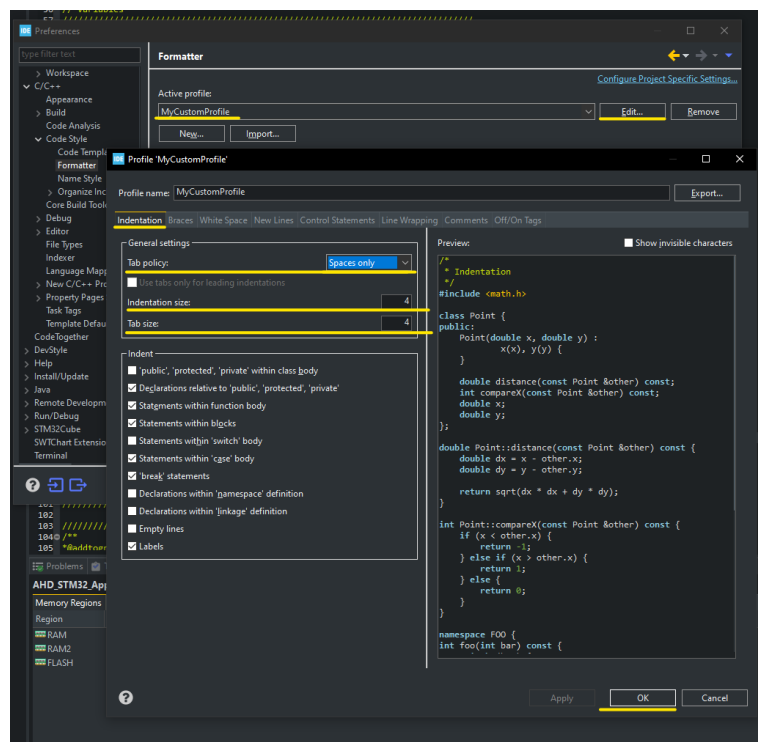 IDE Preferences
type filter text
Formatter
Workspace
C/C++
Appearance
Build
Code Analysis
Code Style
Code Templa
Formatter
Name Style
Organize Inc
Core Build Tool
Debug
Editor
File Types
Indexer
Language Mapp
New C/C++ Pro
Property Pages
Task Tags
Template Defau
CodeTogether
DevStyle
Help
Install/Update
Java
Remote Developm
Run/Debug
STM32Cube
SWTChart Extensio
Terminal
Configure Project Specific Settings...
Active profile:
MyCustomProfile
Edit...
Remove
New...
Import...
IDE Profile 'MyCustomProfile'
Profile name: MyCustomProfile
Export...
Indentation Braces White Space New Lines Control Statements Line Wrapping Comments Off/On Tags
General settings
Tab policy: Spaces only
Use tabs only for leading indentations
Indentation size: 4
Tab size: 4
Indent
'public', 'protected', 'private' within class body
Declarations relative to 'public', 'protected', 'private'
Statements within function body
Statements within blocks
Statements within 'switch' body
Statements within 'case' body
'break' statements
Declarations within 'namespace' definition
Declarations within 'linkage' definition
Empty lines
Labels
Preview:
Show invisible characters
/*
* Indentation
*/
#include <math.h>
class Point {
public:
Point(double x, double y) :
x(x), y(y) {
}
double distance(const Point &other) const;
int compareX(const Point &other) const;
double x;
double y;
};
double Point::distance(const Point &other) const {
double dx = x - other.x;
double dy = y - other.y;
return sqrt(dx * dx + dy * dy);
}
int Point::compareX(const Point &other) const {
if (x < other.x) {
return -1;
} else if (x > other.x) {
return 1;
} else {
return 0;
}
}
namespace FOO {
int foo(int bar) const {
Apply
OK
Cancel
102
103 /////////
104 /**
105 *@addtogr
Problems
AHD_STM32_App
Memory Regions
Region
RAM
RAM2
FLASH